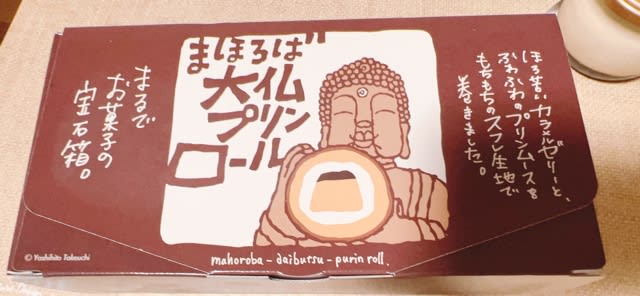 まほろば
大仏
プリン
ロール
ほろ苦いカラメルゼリーと、
ふわふわのプリンムースを
もちもちのスフレ生地で
巻きました。
まるで
お菓子の
宝石箱。
mahoroba - daibutsu - purin roll.
© Yoshihito Takeuchi